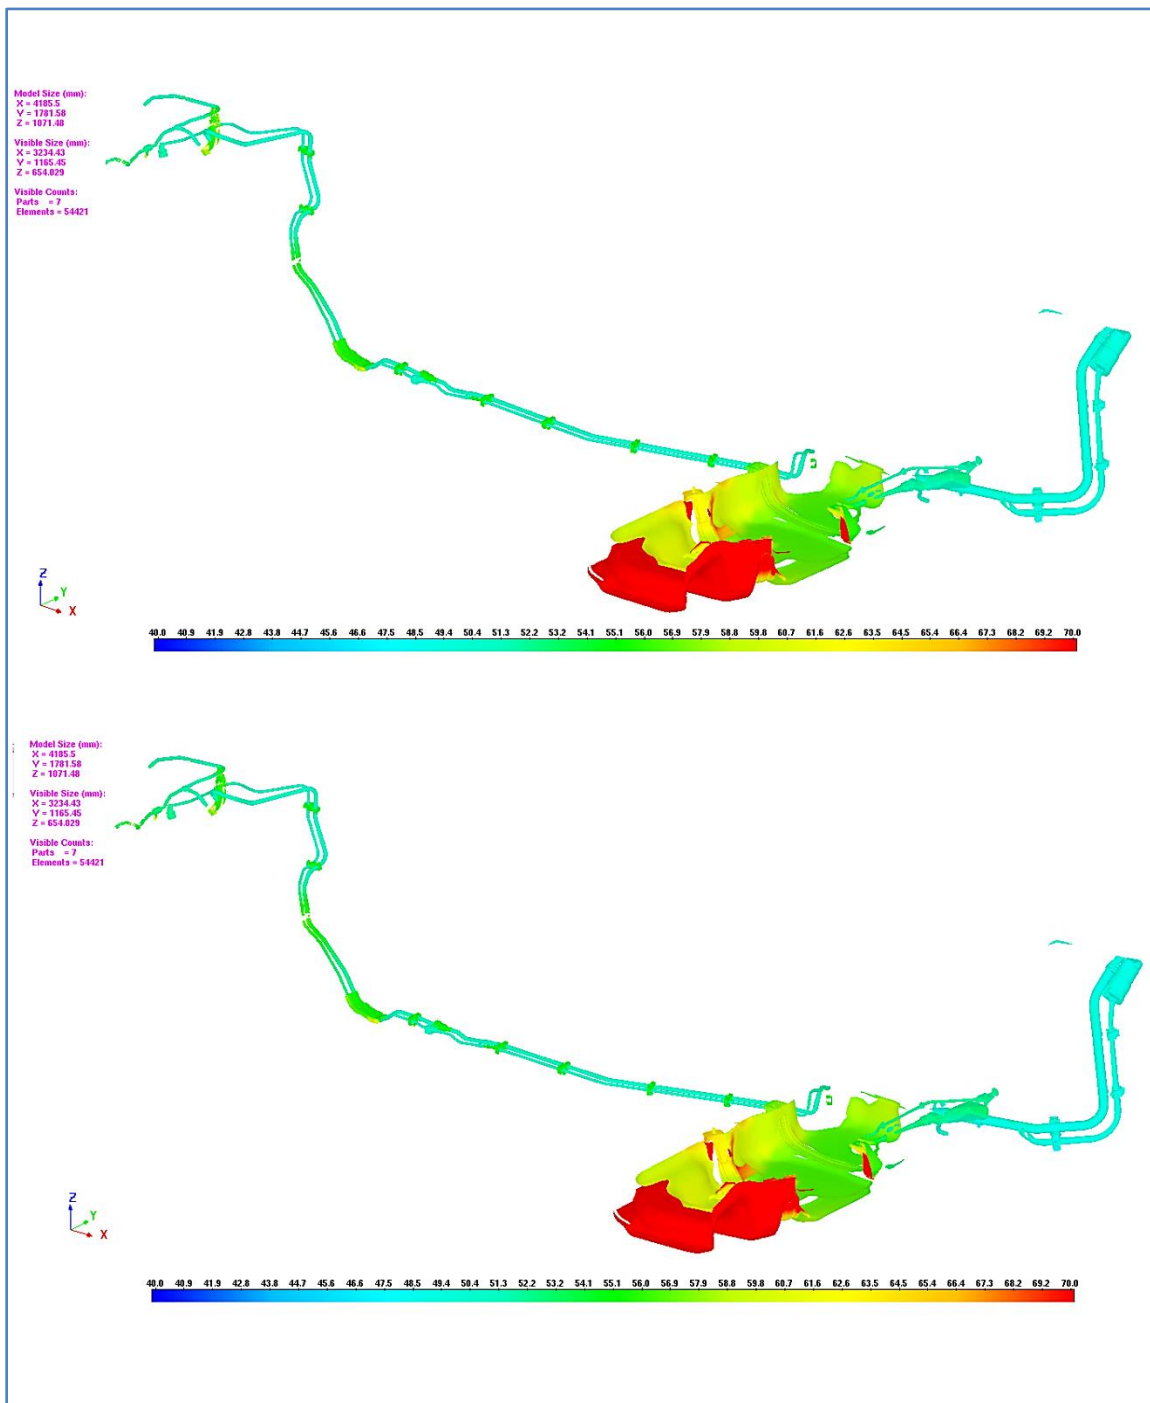 Model Size (mm):
X = 4185.5
Y = 1781.58
Z = 1071.48
Visible Size (mm):
X = 3234.43
Y = 1165.45
Z = 654.029
Visible Counts:
Parts = 7
Elements = 54421
Z
Y
X
40.0 40.9 41.9 42.8 43.8 44.7 45.6 46.6 47.5 48.5 49.4 50.4 51.3 52.2 53.2 54.1 55.1 56.0 56.9 57.9 58.8 59.8 60.7 61.6 62.6 63.5 64.5 65.4 66.4 67.3 68.2 69.2 70.0
Model Size (mm):
X = 4185.5
Y = 1781.58
Z = 1071.48
Visible Size (mm):
X = 3234.43
Y = 1165.45
Z = 654.029
Visible Counts:
Parts = 7
Elements = 54421
Z
Y
X
40.0 40.9 41.9 42.8 43.8 44.7 45.6 46.6 47.5 48.5 49.4 50.4 51.3 52.2 53.2 54.1 55.1 56.0 56.9 57.9 58.8 59.8 60.7 61.6 62.6 63.5 64.5 65.4 66.4 67.3 68.2 69.2 70.0